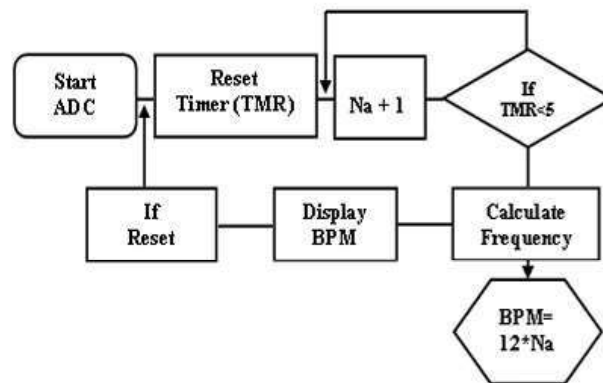 Start
ADC
Reset
Timer (TMR)
Na + 1
If
TMR<5
If
Reset
Display
BPM
Calculate
Frequency
BPM=
12*Na